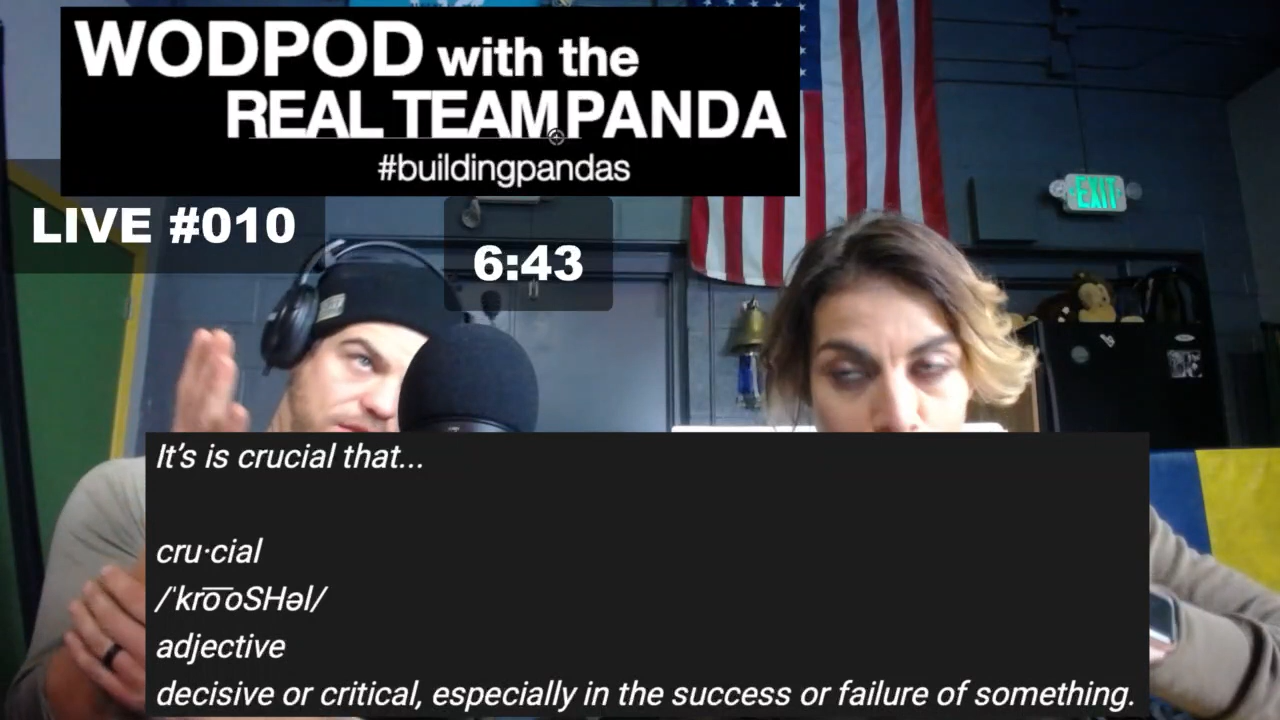 WODPOD with the
REAL TEAMPANDA
#buildingpandas
LIVE #010
6:43
EXIT
It's is crucial that...
cru·cial
/ˈkro͞oSHəl/
adjective
decisive or critical, especially in the success or failure of something.